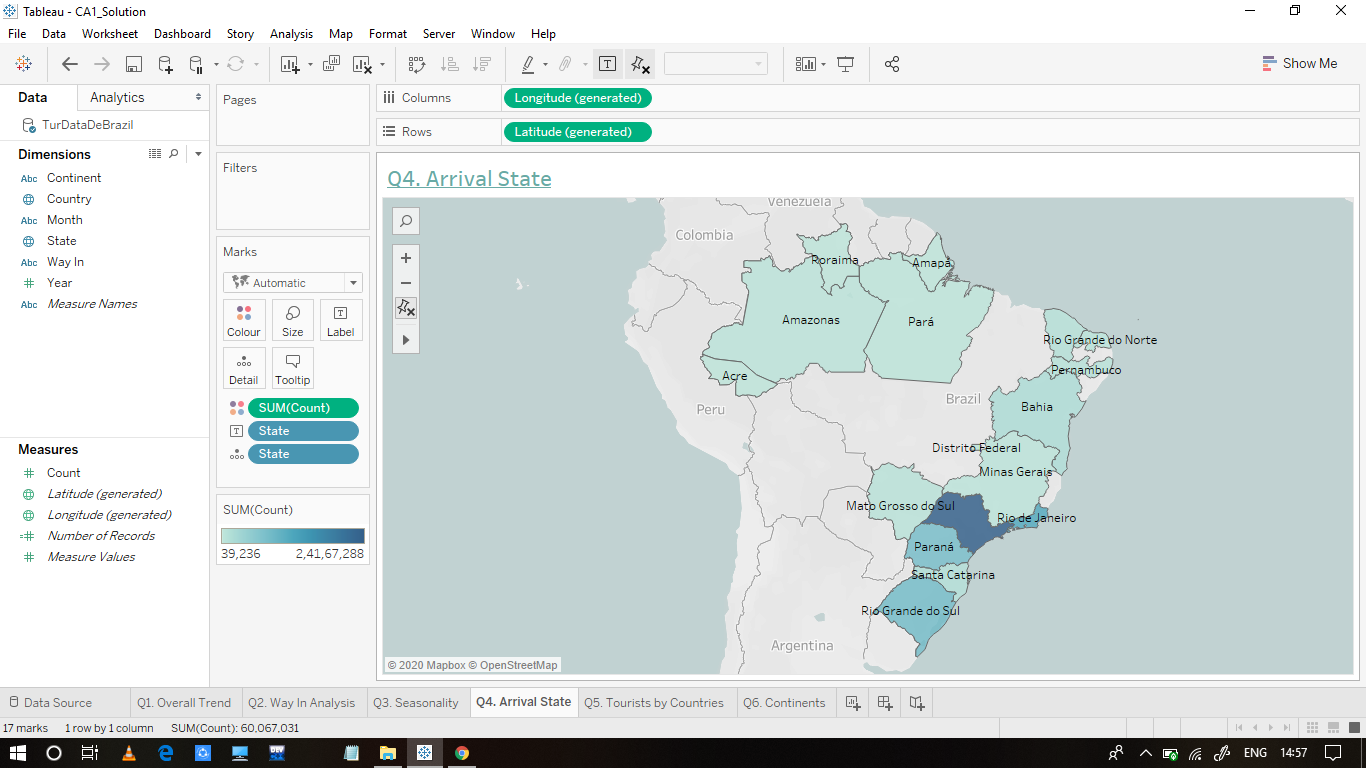 Tableau - CA1_Solution
File Data Worksheet Dashboard Story Analysis Map Format Server Window Help
Show Me
Data Analytics
TurDataDeBrazil
Dimensions
Abc Continent
Country
Abc Month
State
Abc Way In
Year
Abc Measure Names
Measures
Count
Latitude (generated)
Longitude (generated)
Number of Records
Measure Values
Pages
Filters
Marks
Automatic
Colour Size Label
Detail Tooltip
SUM(Count)
State
State
SUM(Count)
39,236 2,41,67,288
Columns Longitude (generated)
Rows Latitude (generated)
Q4. Arrival State
Venezuela
Colombia
Roraima
Amapá
Amazonas
Pará
Rio Grande do Norte
Acre
Pernambuco
Peru
Brazil
Bahia
Distrito Federal
Minas Gerais
Mato Grosso do Sul
Rio de Janeiro
Paraná
Santa Catarina
Rio Grande do Sul
Argentina
© 2020 Mapbox © OpenStreetMap
Data Source Q1. Overall Trend Q2. Way In Analysis Q3. Seasonality Q4. Arrival State Q5. Tourists by Countries Q6. Continents
17 marks 1 row by 1 column SUM(Count): 60,067,031
DEV
ENG 14:57